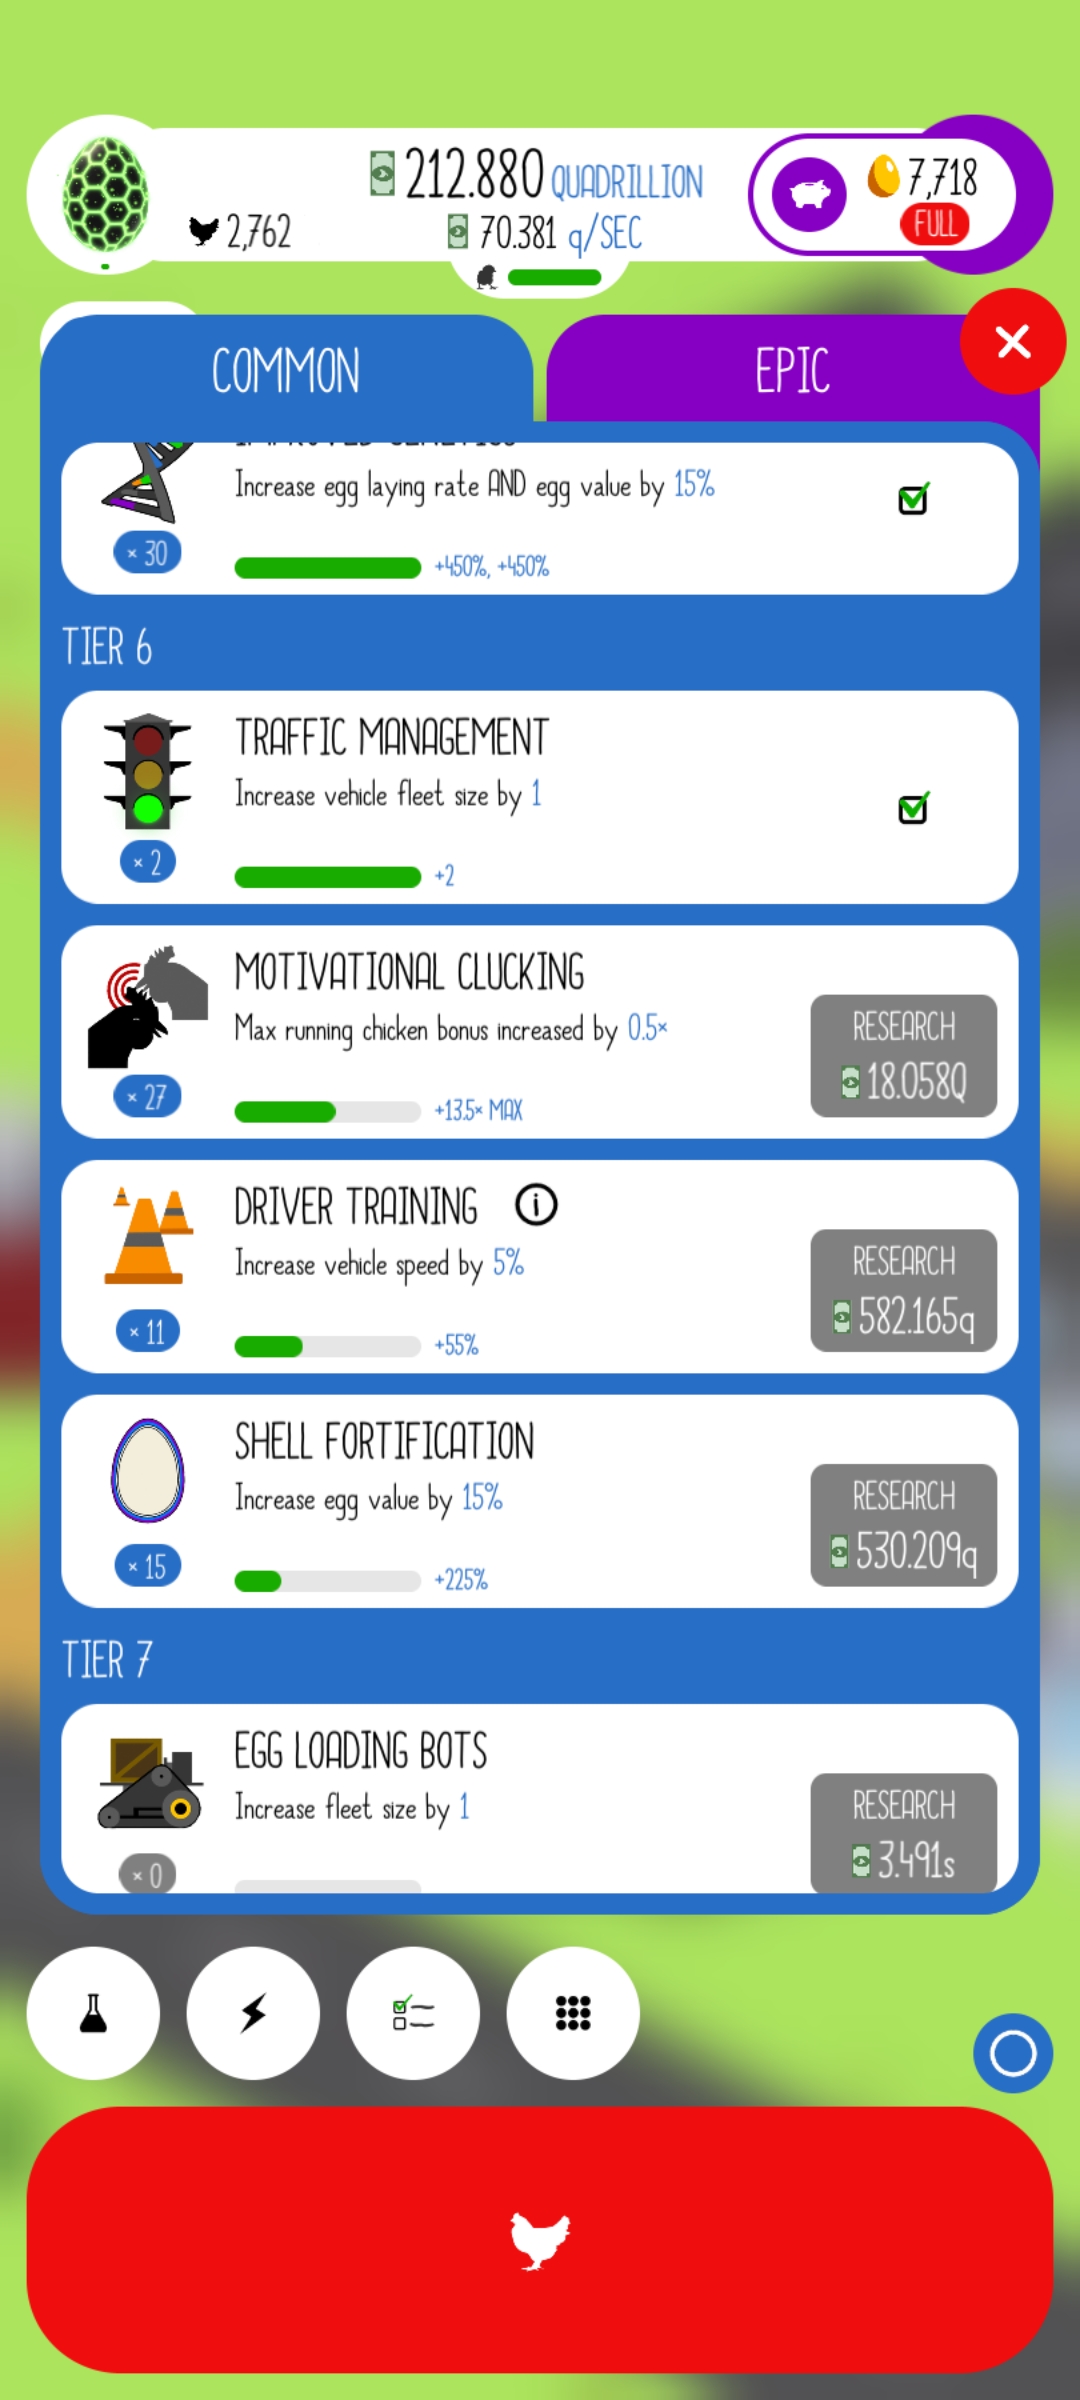 212.880 QUADRILLION
7,718
2,762
70.381 q/SEC
FULL
COMMON
EPIC
Increase egg laying rate AND egg value by 15%
× 30
+450%, +450%
TIER 6
TRAFFIC MANAGEMENT
Increase vehicle fleet size by 1
× 2
+2
MOTIVATIONAL CLUCKING
Max running chicken bonus increased by 0.5×
RESEARCH
18.058Q
× 27
+13.5× MAX
DRIVER TRAINING
Increase vehicle speed by 5%
RESEARCH
582.165q
× 11
+55%
SHELL FORTIFICATION
Increase egg value by 15%
RESEARCH
530.209q
× 15
+225%
TIER 7
EGG LOADING BOTS
Increase fleet size by 1
RESEARCH
3.491s
× 0